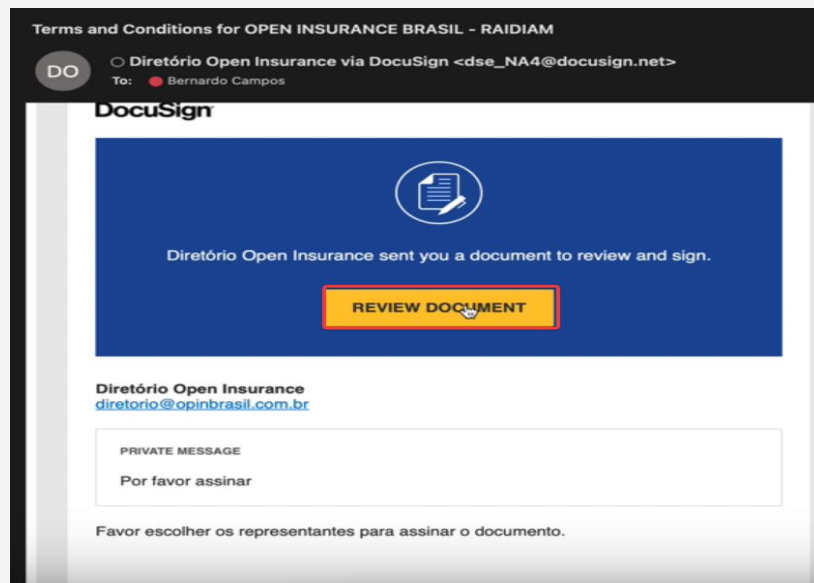 Terms and Conditions for OPEN INSURANCE BRASIL - RAIDIAM
DO
Diretório Open Insurance via DocuSign <dse_NA4@docusign.net>
To: Bernardo Campos
DocuSign
Diretório Open Insurance sent you a document to review and sign.
REVIEW DOCUMENT
Diretório Open Insurance
diretorio@opinbrasil.com.br
PRIVATE MESSAGE
Por favor assinar
Favor escolher os representantes para assinar o documento.